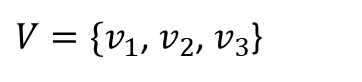 V = {v₁, v₂, v₃}